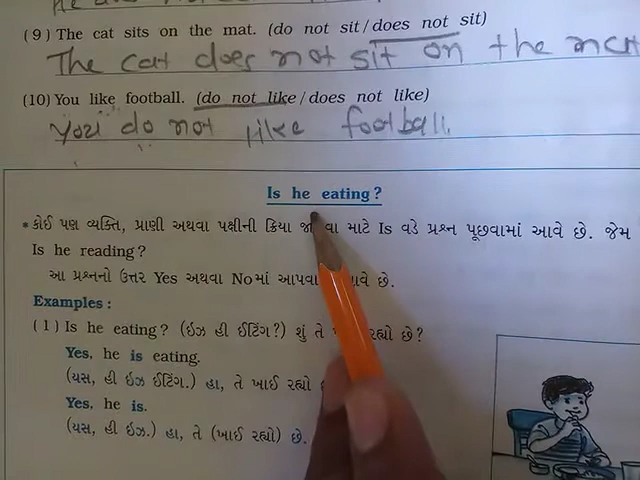 (9) The cat sits on the mat. (do not sit/does not sit)
The cat does not sit on the mat
(10) You like football. (do not like/does not like)
You do not like football.
Is he eating?
• કોઈ પણ વ્યક્તિ, પ્રાણી અથવા પક્ષીની ક્રિયા માટે Is વડે પ્રશ્ન પૂછવામાં આવે છે. જેમ
Is he reading?
આ પ્રશ્નનો ઉત્તર Yes અથવા No માં છે.
Examples :
(1) Is he eating? (ઈઝ હી ઈટિંગ?) શું તે રહ્યો છે?
Yes, he is eating.
(યસ, હી ઇઝ ઈટિંગ.) હા, તે ખાઈ રહ્યો
Yes, he is.
(યસ, હી ઇઝ.) હા, તે (ખાઈ રહ્યો) છે.